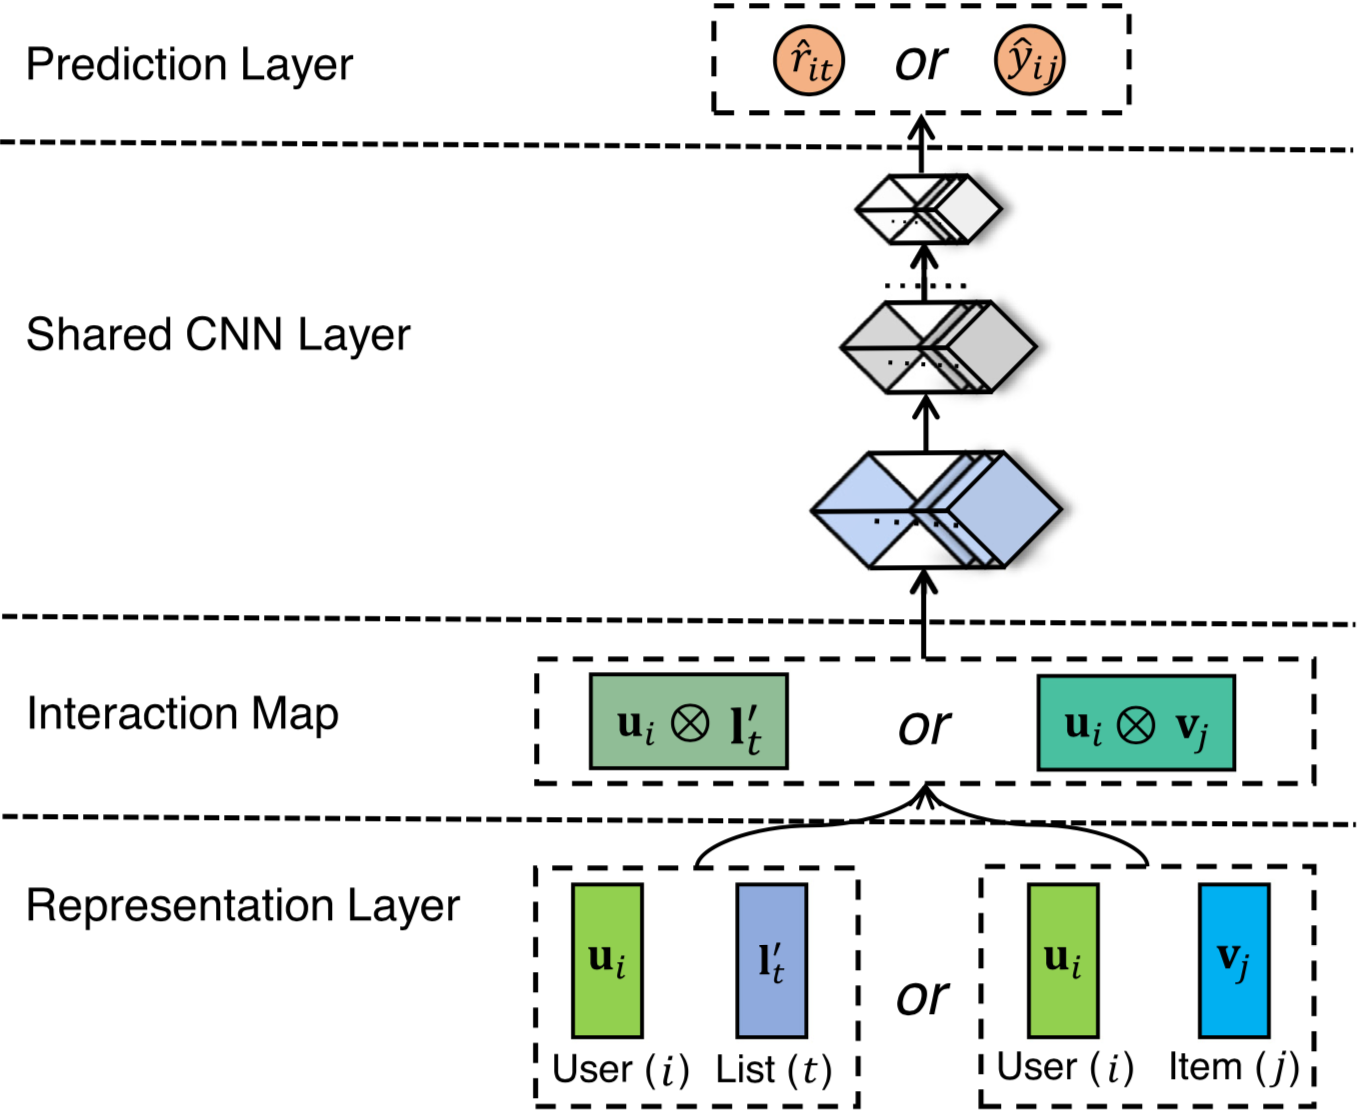 Prediction Layer
r̂ᵢₜ or ŷᵢⱼ
Shared CNN Layer
......
Interaction Map
𝐮ᵢ ⊗ 𝐥′ₜ or 𝐮ᵢ ⊗ 𝐯ⱼ
Representation Layer
𝐮ᵢ 𝐥′ₜ or 𝐮ᵢ 𝐯ⱼ
User (i) List (t) User (i) Item (j)